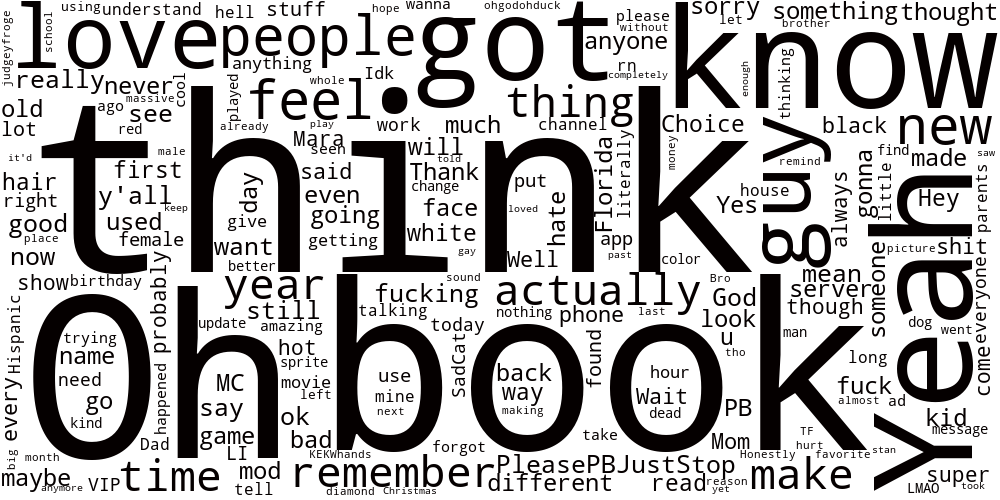 judgeyfroge
school
love
using
understand
hell
stuff
people
hope
wanna
ohgodohduck
got
please
without
sorry
let
brother
something
thought
anyone
rn
completely
know
enough
thinking
anything
Idk
whole
really
never
cool
played
feel
thing
old
ago
massive
see
lot
red
already
play
work
much
channel
Choice
black
new
it'd
male
Mara
seen
will
told
literally
money
guy
find
made
saw
first
said
Thank
remind
little
hair
y'all
keep
day
even
change
put
hate
Florida
house
always
gonna
Hey
parents
right
think
good
used
give
going
face
loved
Yes
place
female
getting
white
app
now
want
gay
past
picture
shit
better
Well
color
Yeah
someone
everyone
show
birthday
probably
year
sound
actually
Bro
mean
server
though
fucking
still
talking
nothing
phone
last
God
look
u
tho
Hispanic
update
amazing
today
dog
went
come
Oh
trying
name
need
go
kind
hot
sprite
book
use
mine
next
SadCat
back
way
making
found
hour
Wait
dead
man
long
MC
say
game
movie
left
PB
fuck
almost
ad
every
happened
ok
kid
Dad
LI
bad
forgot
take
Mom
TF
hurt
message
big
month
KEKWhands
Honestly
favorite
stan
maybe
anymore
VIP
time
mod
tell
remember
diamond
Christmas
PleasePBJustStop
different
read
reason
yet
make
super
LMAO
took